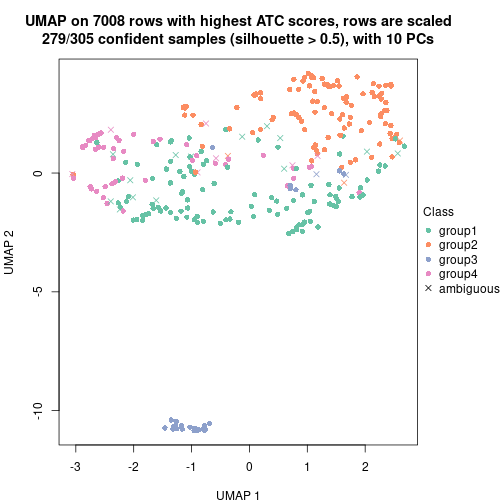 UMAP on 7008 rows with highest ATC scores, rows are scaled
279/305 confident samples (silhouette > 0.5), with 10 PCs
0
-5
-10
UMAP 2
-3 -2 -1 0 1 2
UMAP 1
Class
group1
group2
group3
group4
ambiguous